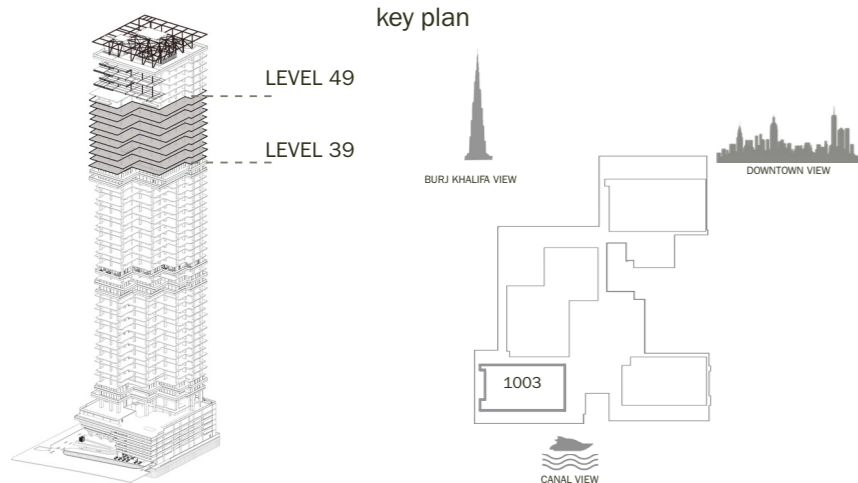 key plan
LEVEL 49
LEVEL 39
BURJ KHALIFA VIEW
DOWNTOWN VIEW
1003
CANAL VIEW